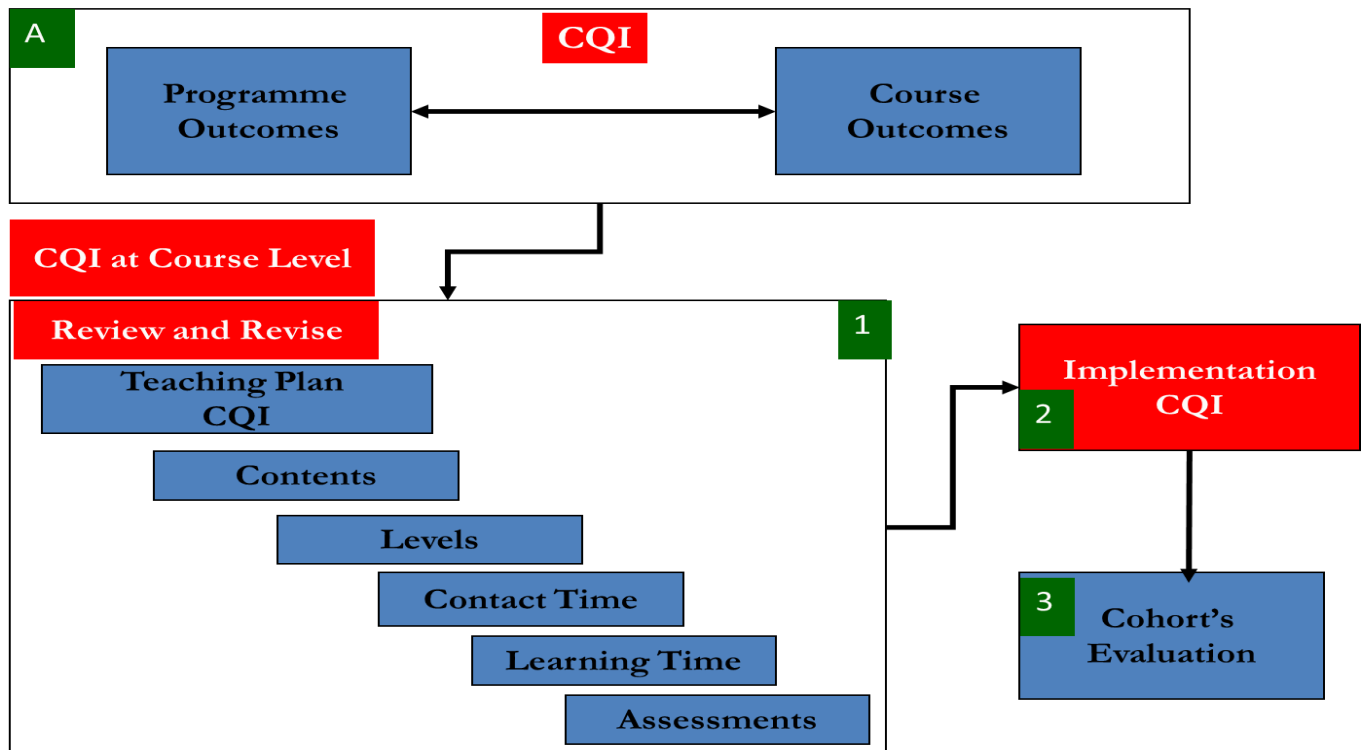 A
CQI
Programme
Outcomes
Course
Outcomes
CQI at Course Level
Review and Revise
1
Teaching Plan
CQI
Contents
Levels
Contact Time
Learning Time
Assessments
Implementation
CQI
2
3
Cohort’s
Evaluation